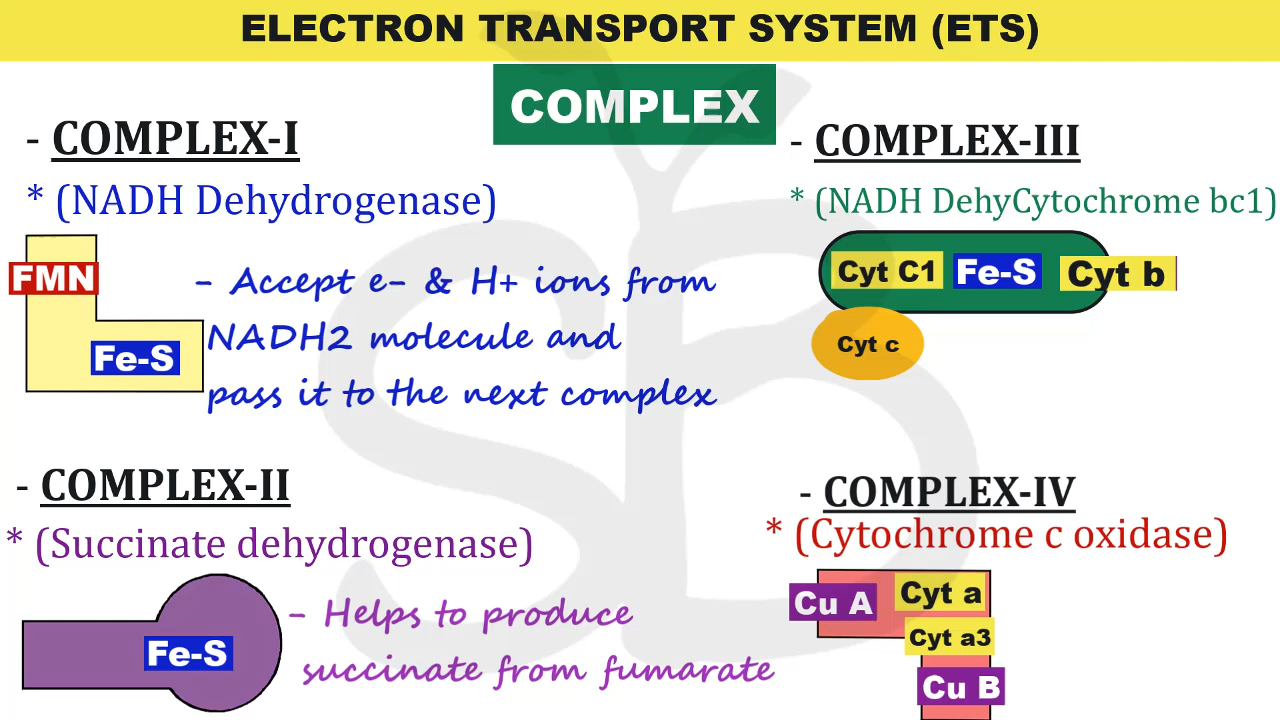 ELECTRON TRANSPORT SYSTEM (ETS)
COMPLEX
- COMPLEX-I
* (NADH Dehydrogenase)
FMN
Fe-S
- Accept e- & H+ ions from
NADH2 molecule and
pass it to the next complex
- COMPLEX-II
* (Succinate dehydrogenase)
Fe-S
- Helps to produce
succinate from fumarate
- COMPLEX-III
* (NADH DehyCytochrome bc1)
Cyt C1 Fe-S Cyt b
Cyt c
- COMPLEX-IV
* (Cytochrome c oxidase)
Cu A Cyt a
Cyt a3
Cu B
SB